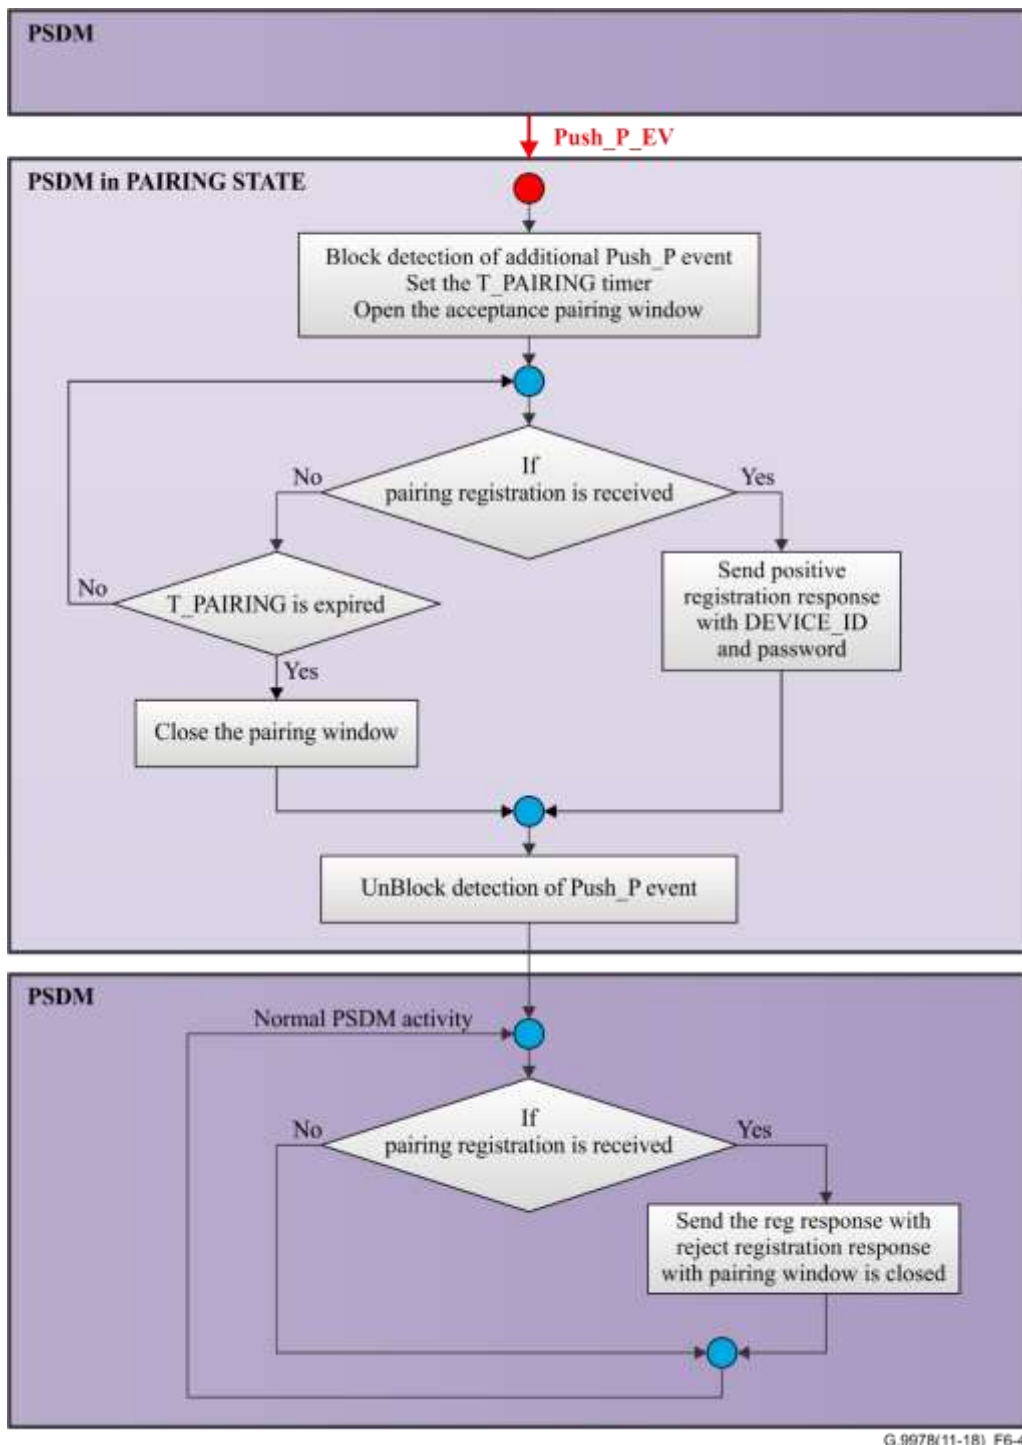 PSDM
Push_P_EV
PSDM in PAIRING STATE
Block detection of additional Push_P event
Set the T_PAIRING timer
Open the acceptance pairing window
If
pairing registration is received
No
Yes
T_PAIRING is expired
No
Yes
Send positive
registration response
with DEVICE_ID
and password
Close the pairing window
UnBlock detection of Push_P event
PSDM
Normal PSDM activity
If
pairing registration is received
No
Yes
Send the reg response with
reject registration response
with pairing window is closed
G.9978(11-18)_F6-4